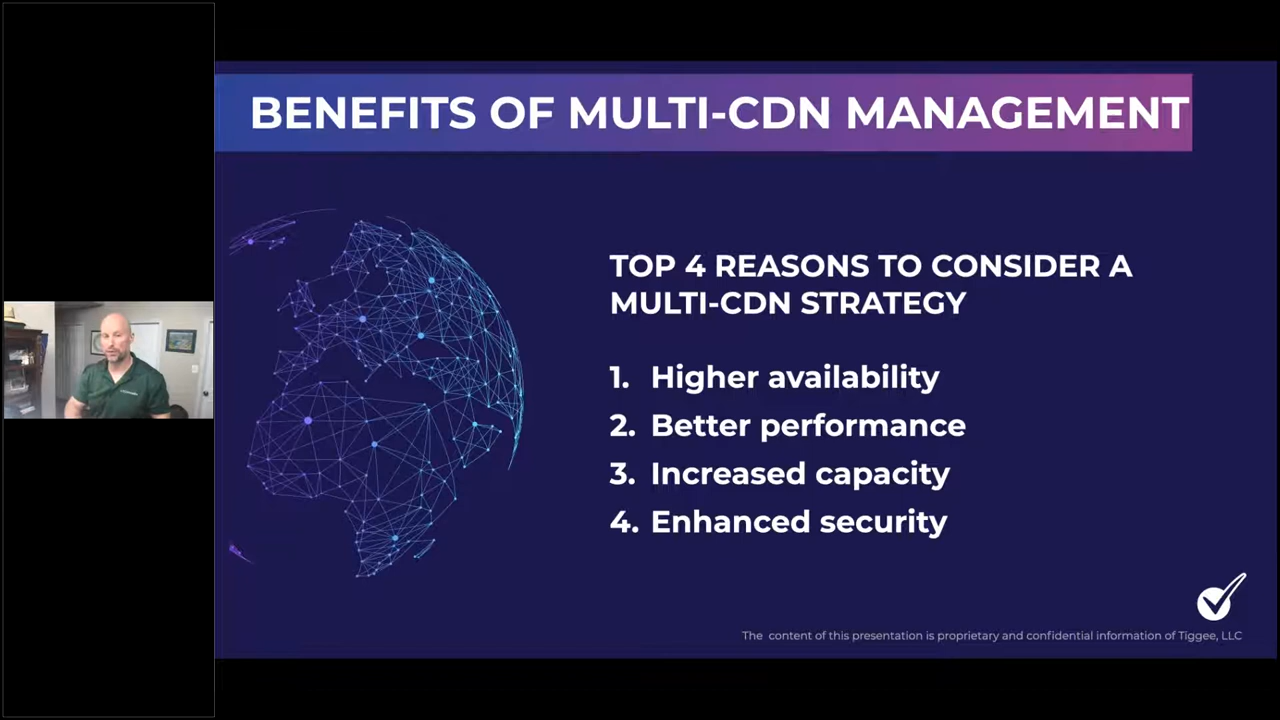 BENEFITS OF MULTI-CDN MANAGEMENT
TOP 4 REASONS TO CONSIDER A
MULTI-CDN STRATEGY
1. Higher availability
2. Better performance
3. Increased capacity
4. Enhanced security
The content of this presentation is proprietary and confidential information of Tiggee, LLC